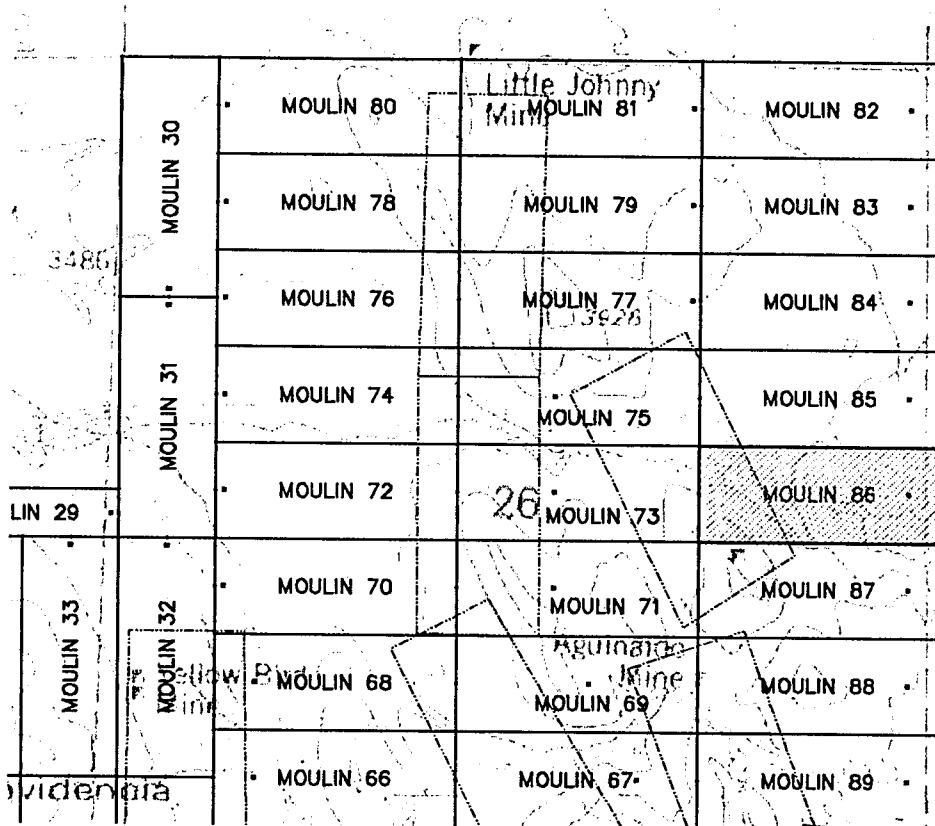 Little Johnny
MOULIN 80
MOULIN 81
MOULIN 82
MOULIN 30
MOULIN 78
MOULIN 79
MOULIN 83
3486
MOULIN 76
MOULIN 77
MOULIN 84
3928
MOULIN 31
MOULIN 74
MOULIN 75
MOULIN 85
MOULIN 72
26
MOULIN 73
MOULIN 86
LIN 29
MOULIN 70
MOULIN 71
MOULIN 87
MOULIN 33
MOULIN 32
Aguinaldo
Mine
MOULIN 68
MOULIN 69
MOULIN 88
MOULIN 66
MOULIN 67
MOULIN 89
ovidencia